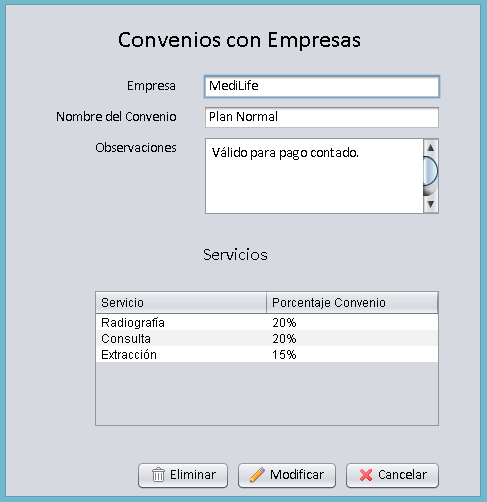 Convenios con Empresas
Empresa MediLife
Nombre del Convenio Plan Normal
Observaciones Válido para pago contado.
Servicios
Servicio Porcentaje Convenio
Radiografía 20%
Consulta 20%
Extracción 15%
Eliminar Modificar Cancelar